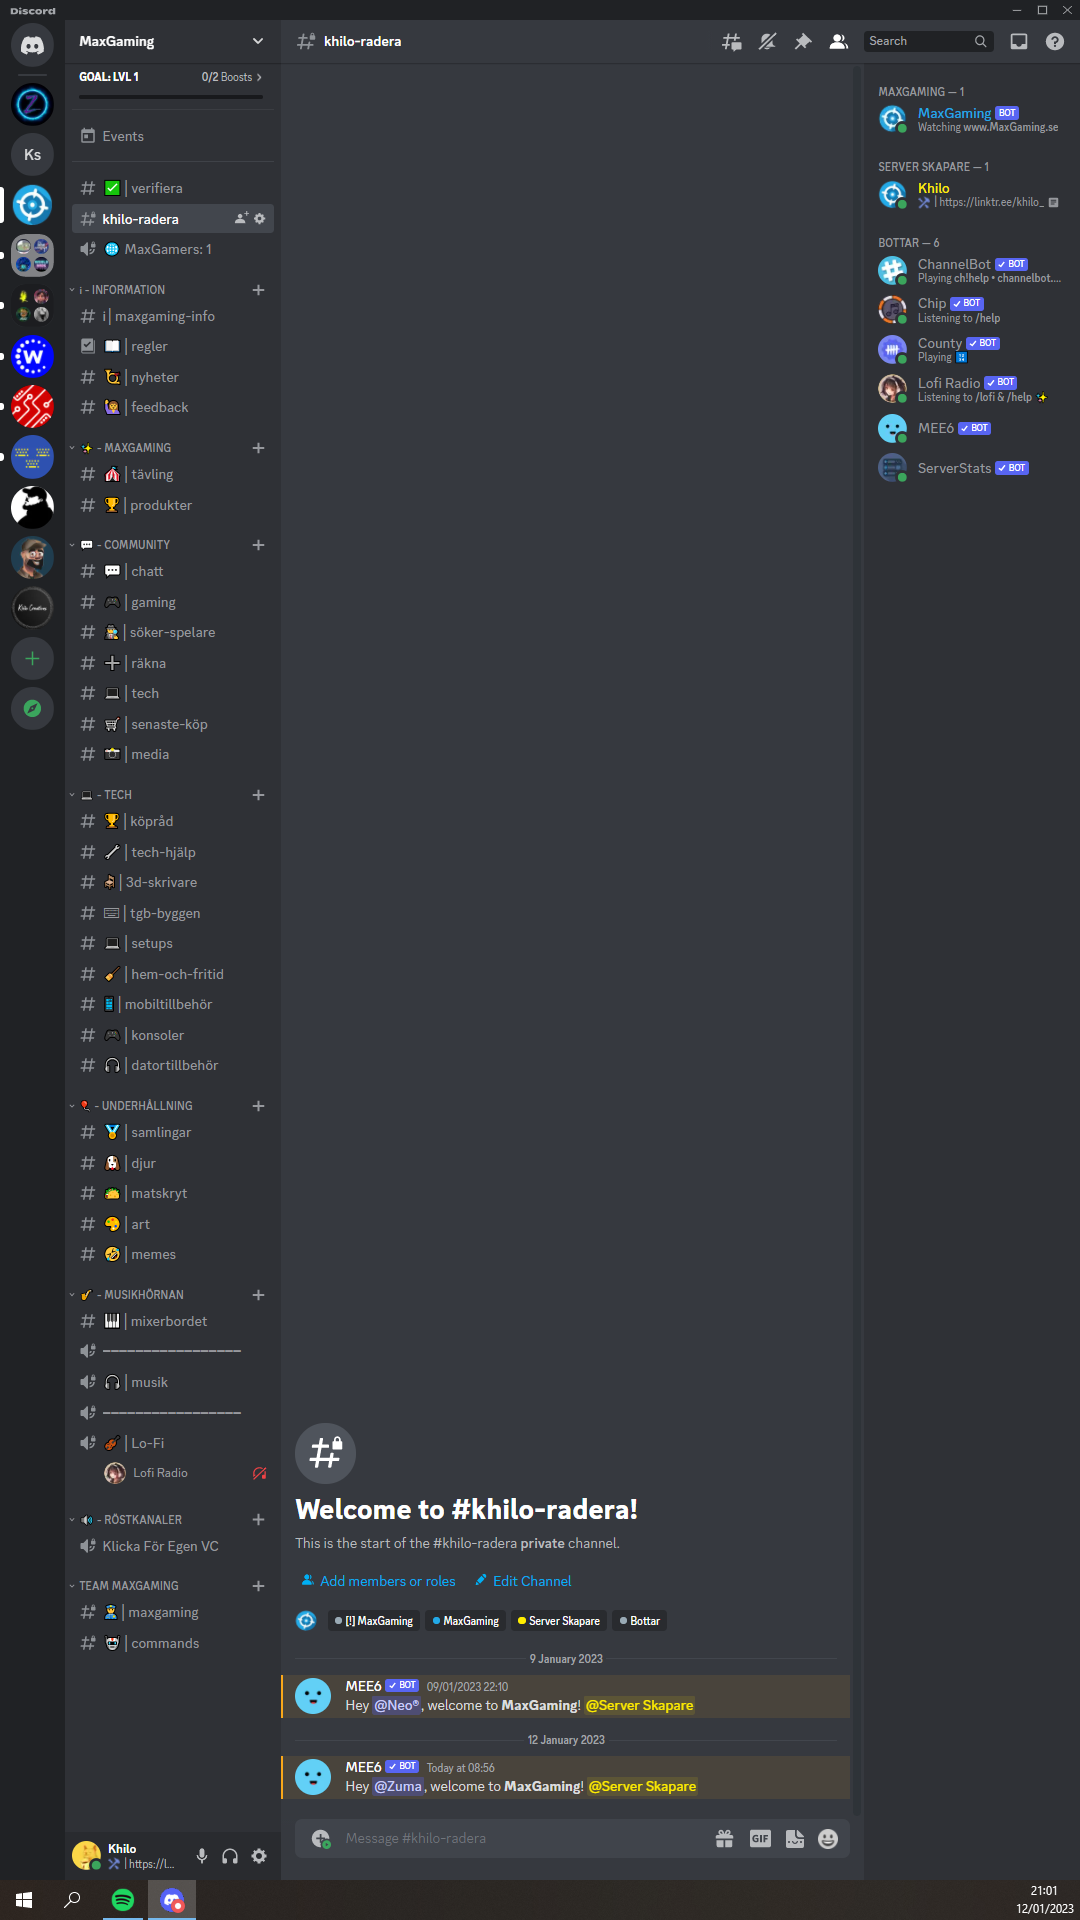 Discord
MaxGaming
GOAL: LVL 1 0/2 Boosts
Events
verifiera
khilo-radera
MaxGamers: 1
i - INFORMATION
i | maxgaming-info
| regler
| nyheter
| feedback
- MAXGAMING
| tävling
| produkter
- COMMUNITY
| chatt
| gaming
| söker-spelare
| räkna
| tech
| senaste-köp
| media
- TECH
| köpråd
| tech-hjälp
| 3d-skrivare
| tgb-byggen
| setups
| hem-och-fritid
| mobiltillbehör
| konsoler
| datortillbehör
- UNDERHÅLLNING
| samlingar
| djur
| matskryt
| art
| memes
- MUSIKHÖRNAN
| mixerbordet
| musik
| Lo-Fi
Lofi Radio
- RÖSTKANALER
Klicka För Egen VC
TEAM MAXGAMING
| maxgaming
| commands
Khilo
| https://l...
Ks
W
khilo-radera
Search
Welcome to #khilo-radera!
This is the start of the #khilo-radera private channel.
Add members or roles Edit Channel
[!] MaxGaming MaxGaming Server Skapare Bottar
9 January 2023
MEE6 BOT 09/01/2023 22:10
Hey @Neo®, welcome to MaxGaming! @Server Skapare
12 January 2023
MEE6 BOT Today at 08:56
Hey @Zuma, welcome to MaxGaming! @Server Skapare
Message #khilo-radera
GIF
MAXGAMING — 1
MaxGaming BOT
Watching www.MaxGaming.se
SERVER SKAPARE — 1
Khilo
| https://linktr.ee/khilo_
BOTTAR — 6
ChannelBot BOT
Playing ch!help • channelbot....
Chip BOT
Listening to /help
County BOT
Playing
Lofi Radio BOT
Listening to /lofi & /help
MEE6 BOT
ServerStats BOT
21:01
12/01/2023